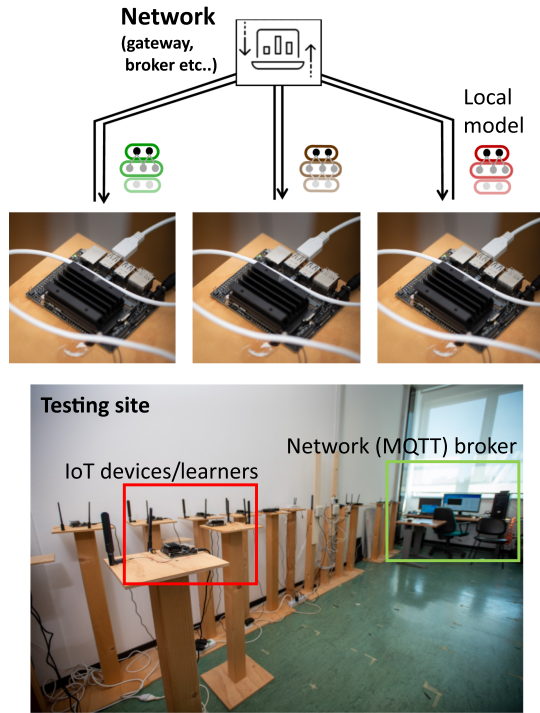 Network
(gateway,
broker etc..)
Local
model
Testing site
Network (MQTT) broker
IoT devices/learners